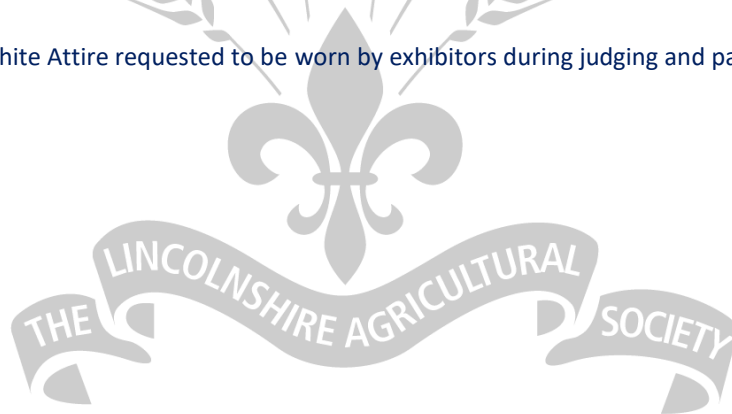 hite Attire requested to be worn by exhibitors during judging and pa
THE LINCOLNSHIRE AGRICULTURAL SOCIETY